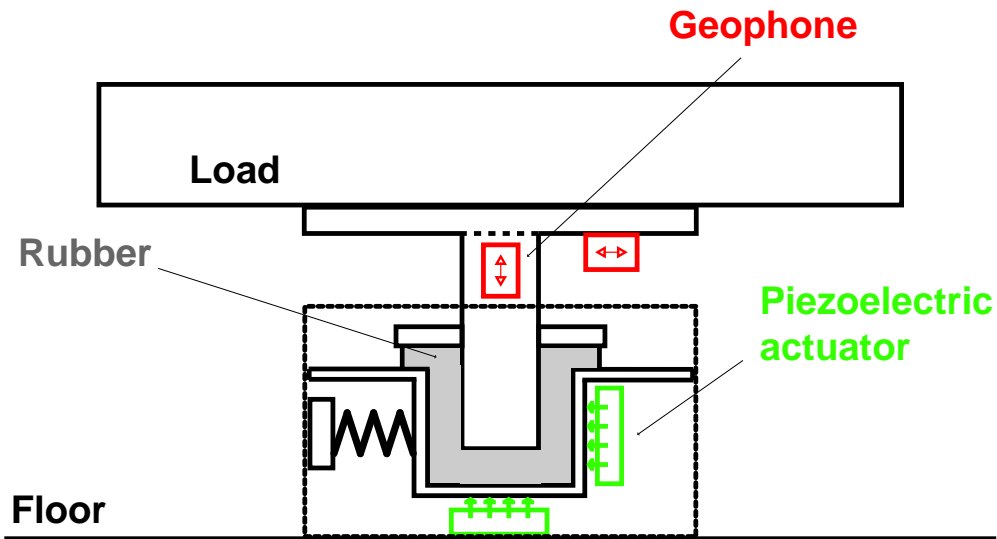 Geophone
Load
Rubber
Piezoelectric
actuator
Floor